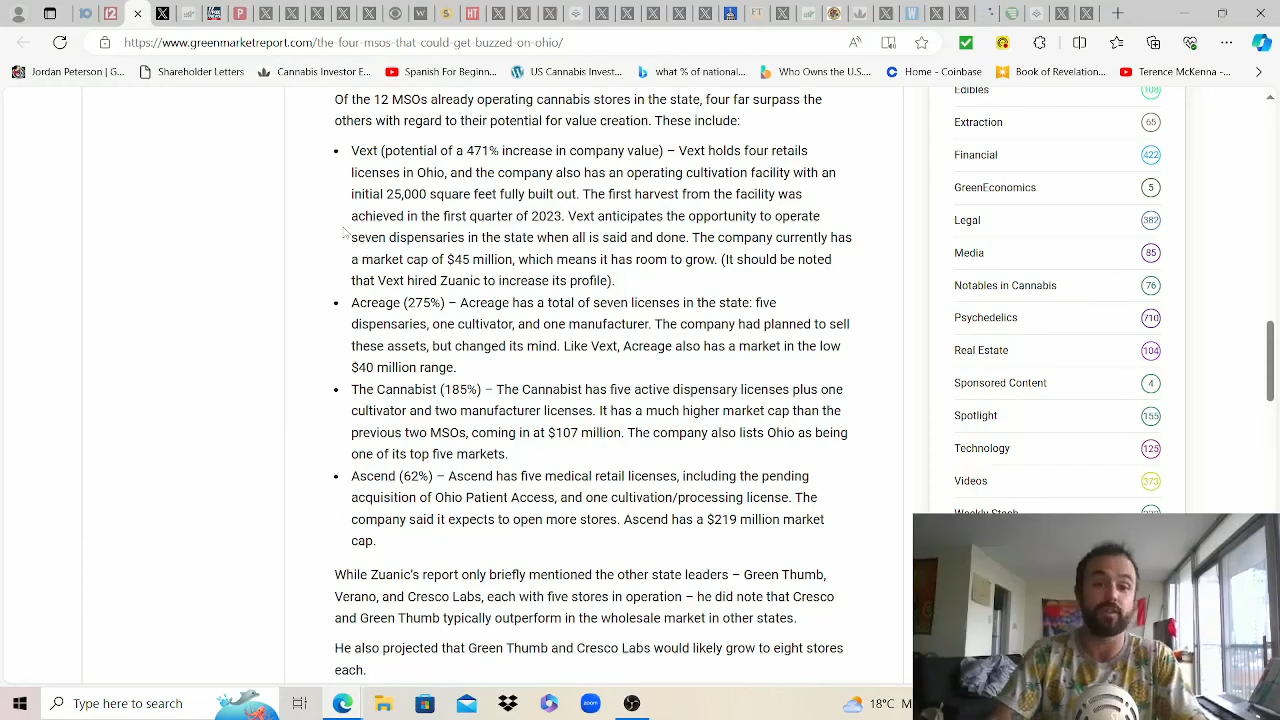 https://www.greenmarketreport.com/the-four-msos-that-could-get-buzzed-on-ohio/
Jordan Peterson | G...
Shareholder Letters
Cannabis Investor E...
Spanish For Beginn...
US Cannabis Invest...
what % of national...
Who Owns the U.S...
Home - Coinbase
Book of Revelation...
Terence McKenna -...
Of the 12 MSOs already operating cannabis stores in the state, four far surpass the
others with regard to their potential for value creation. These include:
• Vext (potential of a 471% increase in company value) – Vext holds four retails
licenses in Ohio, and the company also has an operating cultivation facility with an
initial 25,000 square feet fully built out. The first harvest from the facility was
achieved in the first quarter of 2023. Vext anticipates the opportunity to operate
seven dispensaries in the state when all is said and done. The company currently has
a market cap of $45 million, which means it has room to grow. (It should be noted
that Vext hired Zuanic to increase its profile).
• Acreage (275%) – Acreage has a total of seven licenses in the state: five
dispensaries, one cultivator, and one manufacturer. The company had planned to sell
these assets, but changed its mind. Like Vext, Acreage also has a market in the low
$40 million range.
• The Cannabist (185%) – The Cannabist has five active dispensary licenses plus one
cultivator and two manufacturer licenses. It has a much higher market cap than the
previous two MSOs, coming in at $107 million. The company also lists Ohio as being
one of its top five markets.
• Ascend (62%) – Ascend has five medical retail licenses, including the pending
acquisition of Ohio Patient Access, and one cultivation/processing license. The
company said it expects to open more stores. Ascend has a $219 million market
cap.
While Zuanic's report only briefly mentioned the other state leaders – Green Thumb,
Verano, and Cresco Labs, each with five stores in operation – he did note that Cresco
and Green Thumb typically outperform in the wholesale market in other states.
He also projected that Green Thumb and Cresco Labs would likely grow to eight stores
each.
Edibles 108
Extraction 65
Financial 422
GreenEconomics 5
Legal 382
Media 85
Notables in Cannabis 76
Psychedelics 710
Real Estate 104
Sponsored Content 4
Spotlight 155
Technology 125
Videos 373
Type here to search
zoom
18°C M